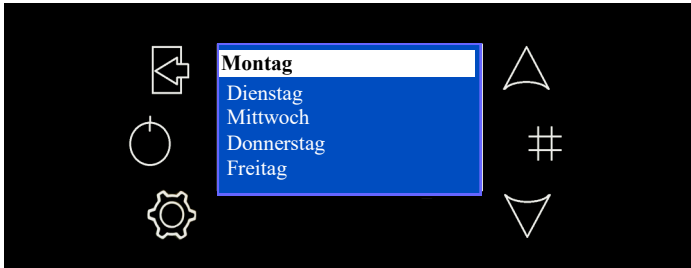 Montag
Dienstag
Mittwoch
Donnerstag
Freitag